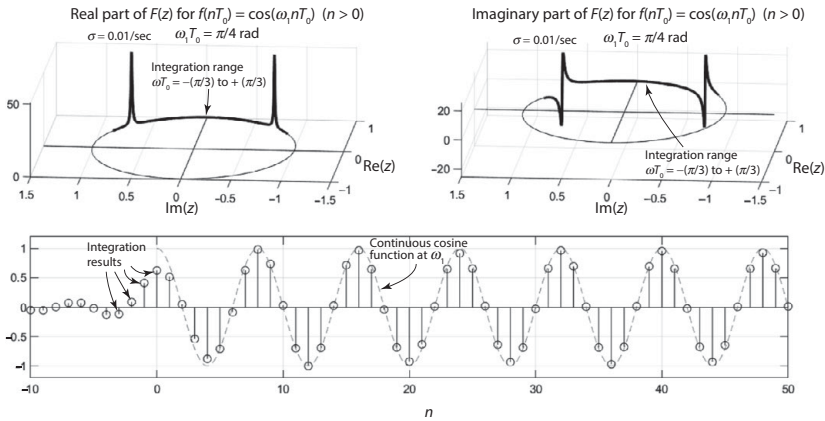 Real part of F(z) for f(nT₀) = cos(ω₁nT₀) (n > 0)
σ = 0.01/sec ω₁T₀ = π/4 rad
Integration range
ωT₀ = −(π/3) to + (π/3)
50
0
1.5
1
0.5
0
-0.5
-1
-1.5
Im(z)
1
0
−1
Re(z)
Imaginary part of F(z) for f(nT₀) = cos(ω₁nT₀) (n > 0)
σ = 0.01/sec
ω₁T₀ = π/4 rad
20
0
-20
Integration range
ωT₀ = −(π/3) to + (π/3)
1.5
1
0.5
0
-0.5
-1
-1.5
Im(z)
1
0
−1
Re(z)
Integration
results
Continuous cosine
function at ω₁
1
0.5
0
-0.5
-1
-10
0
10
20
30
40
50
n